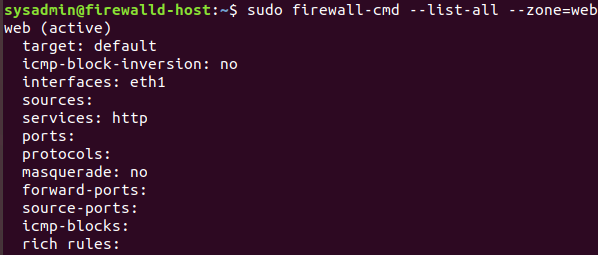 sysadmin@firewalld-host:~$ sudo firewall-cmd --list-all --zone=web
web (active)
  target: default
  icmp-block-inversion: no
  interfaces: eth1
  sources:
  services: http
  ports:
  protocols:
  masquerade: no
  forward-ports:
  source-ports:
  icmp-blocks:
  rich rules: